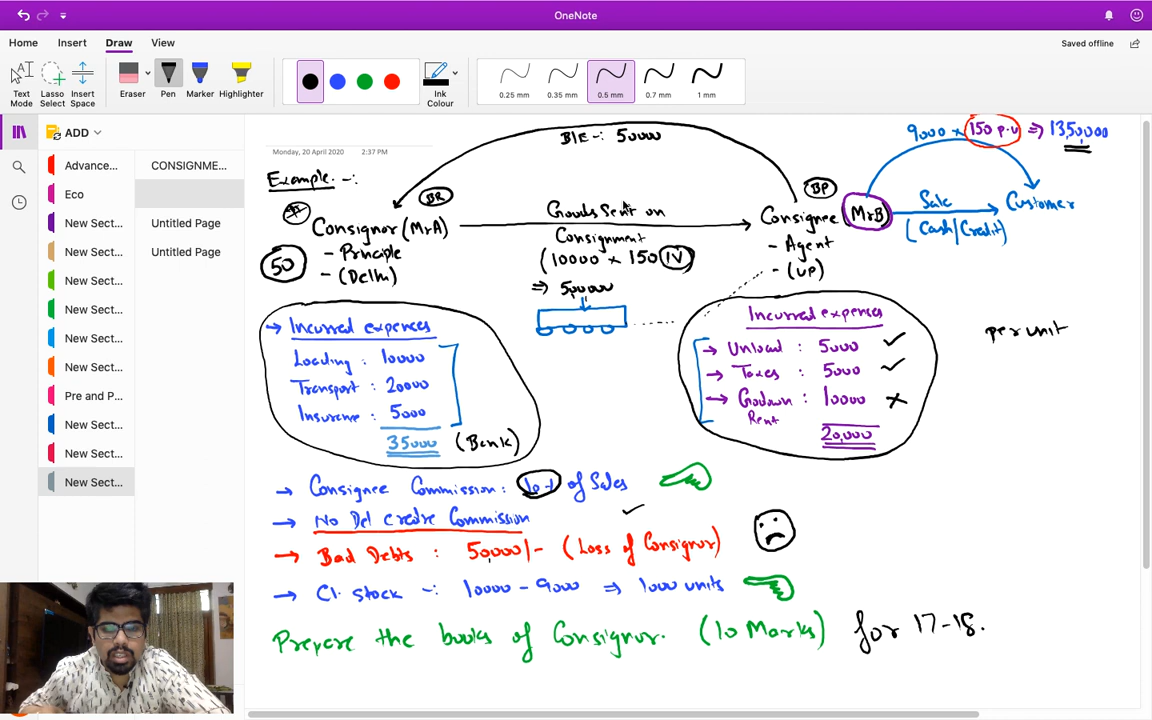 OneNote
Home Insert Draw View
Saved offline
Text Mode
Lasso Select
Insert Space
Eraser
Pen
Marker
Highlighter
Ink Colour
0.25 mm 0.35 mm 0.5 mm 0.7 mm 1 mm
ADD
Advance...
Eco
New Sect...
New Sect...
New Sect...
New Sect...
New Sect...
New Sect...
Pre and P...
New Sect...
New Sect...
New Sect...
CONSIGNME...
Untitled Page
Untitled Page
Monday, 20 April 2020 2:37 PM
Example -:
B/E -: 50000
9000 x 150 p.u ⇒ 1350000
BR
BP
Consignor (MrA)
- Principle
- (Delhi)
50
Goods Sent on
Consignment
(10000 x 150 IV)
⇒ 500000
Consignee (MrB)
- Agent
- (UP)
Sale
(Cash/Credit)
Customer
→ Incurred expenses
Loading : 10000
Transport : 20000
Insurance : 5000
35000 (Bank)
Incurred expenses
→ Unload : 5000 ✓
→ Taxes : 5000 ✓
→ Godown Rent : 10000 ×
20,000
per unit
→ Consignee Commission: of Sales
→ No Del credre Commission
→ Bad Debts : 50,000/- (Loss of Consignor)
→ Cl. stock -: 10000 - 9000 ⇒ 1000 units
Prepare the books of Consignor. (10 Marks) for 17-18.